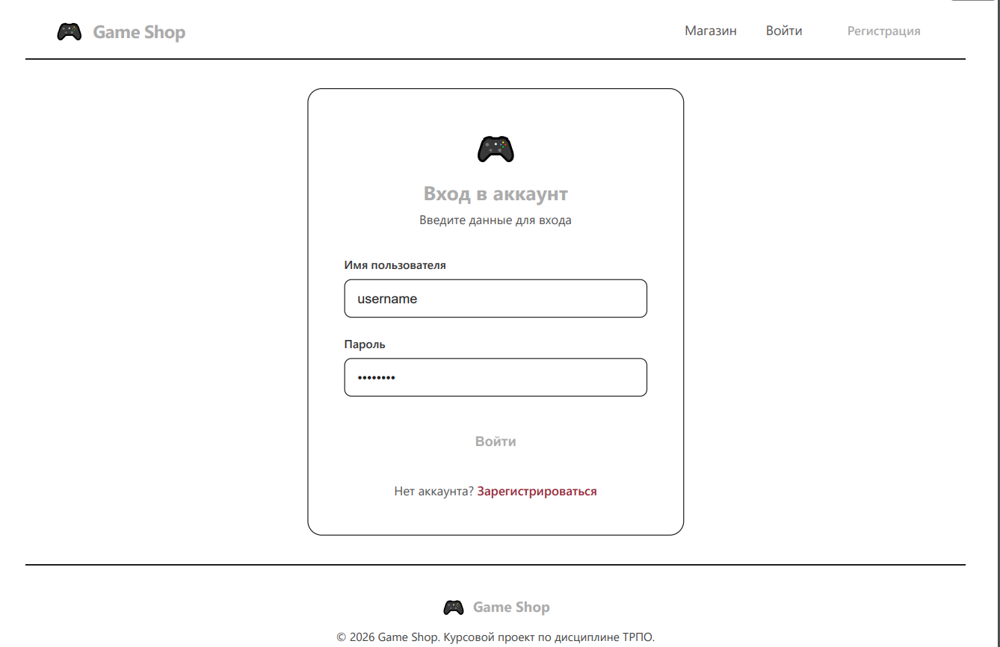 Game Shop
Магазин Войти Регистрация
Вход в аккаунт
Введите данные для входа
Имя пользователя
username
Пароль
••••••••
Войти
Нет аккаунта? Зарегистрироваться
Game Shop
© 2026 Game Shop. Курсовой проект по дисциплине ТРПО.